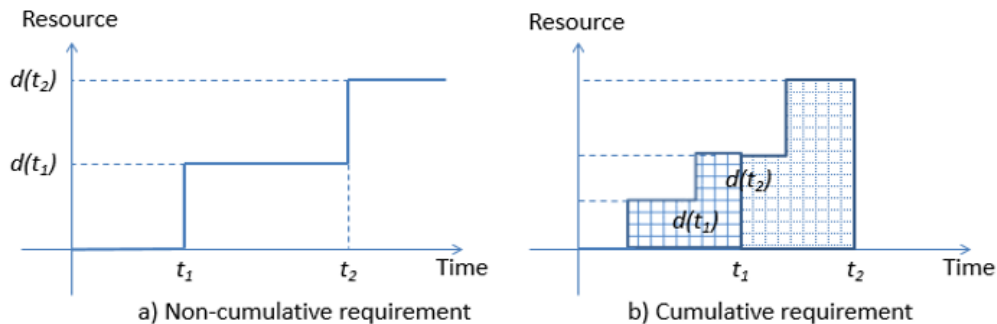 Resource
d(t2)
d(t1)
t1
t2
Time
a) Non-cumulative requirement
Resource
d(t2)
d(t1)
t1
t2
Time
b) Cumulative requirement